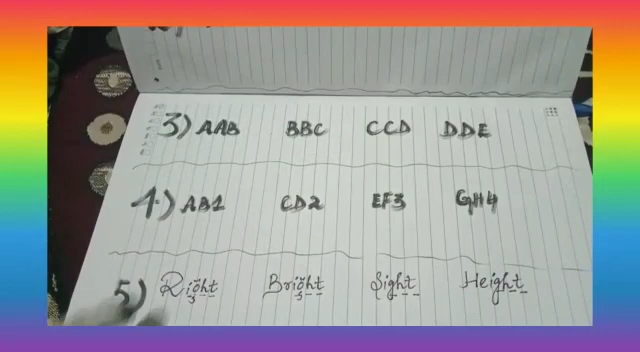 3) AAB BBC CCD DDE
4) AB1 CD2 EF3 GH4
5) Right Bright Sight Height